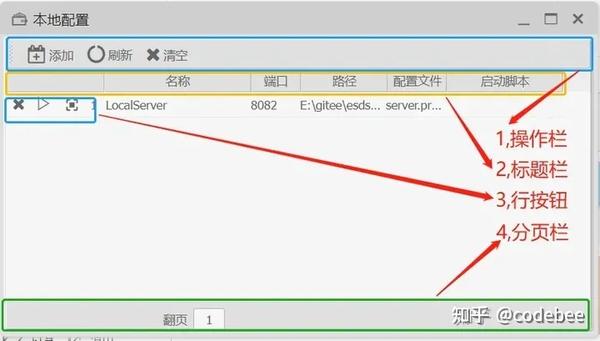 本地配置
添加 刷新 清空
名称 端口 路径 配置文件 启动脚本
1 LocalServer 8082 E:\gitee\esds... server.pr...
1,操作栏
2,标题栏
3,行按钮
4,分页栏
翻页 1
知乎 @codebee